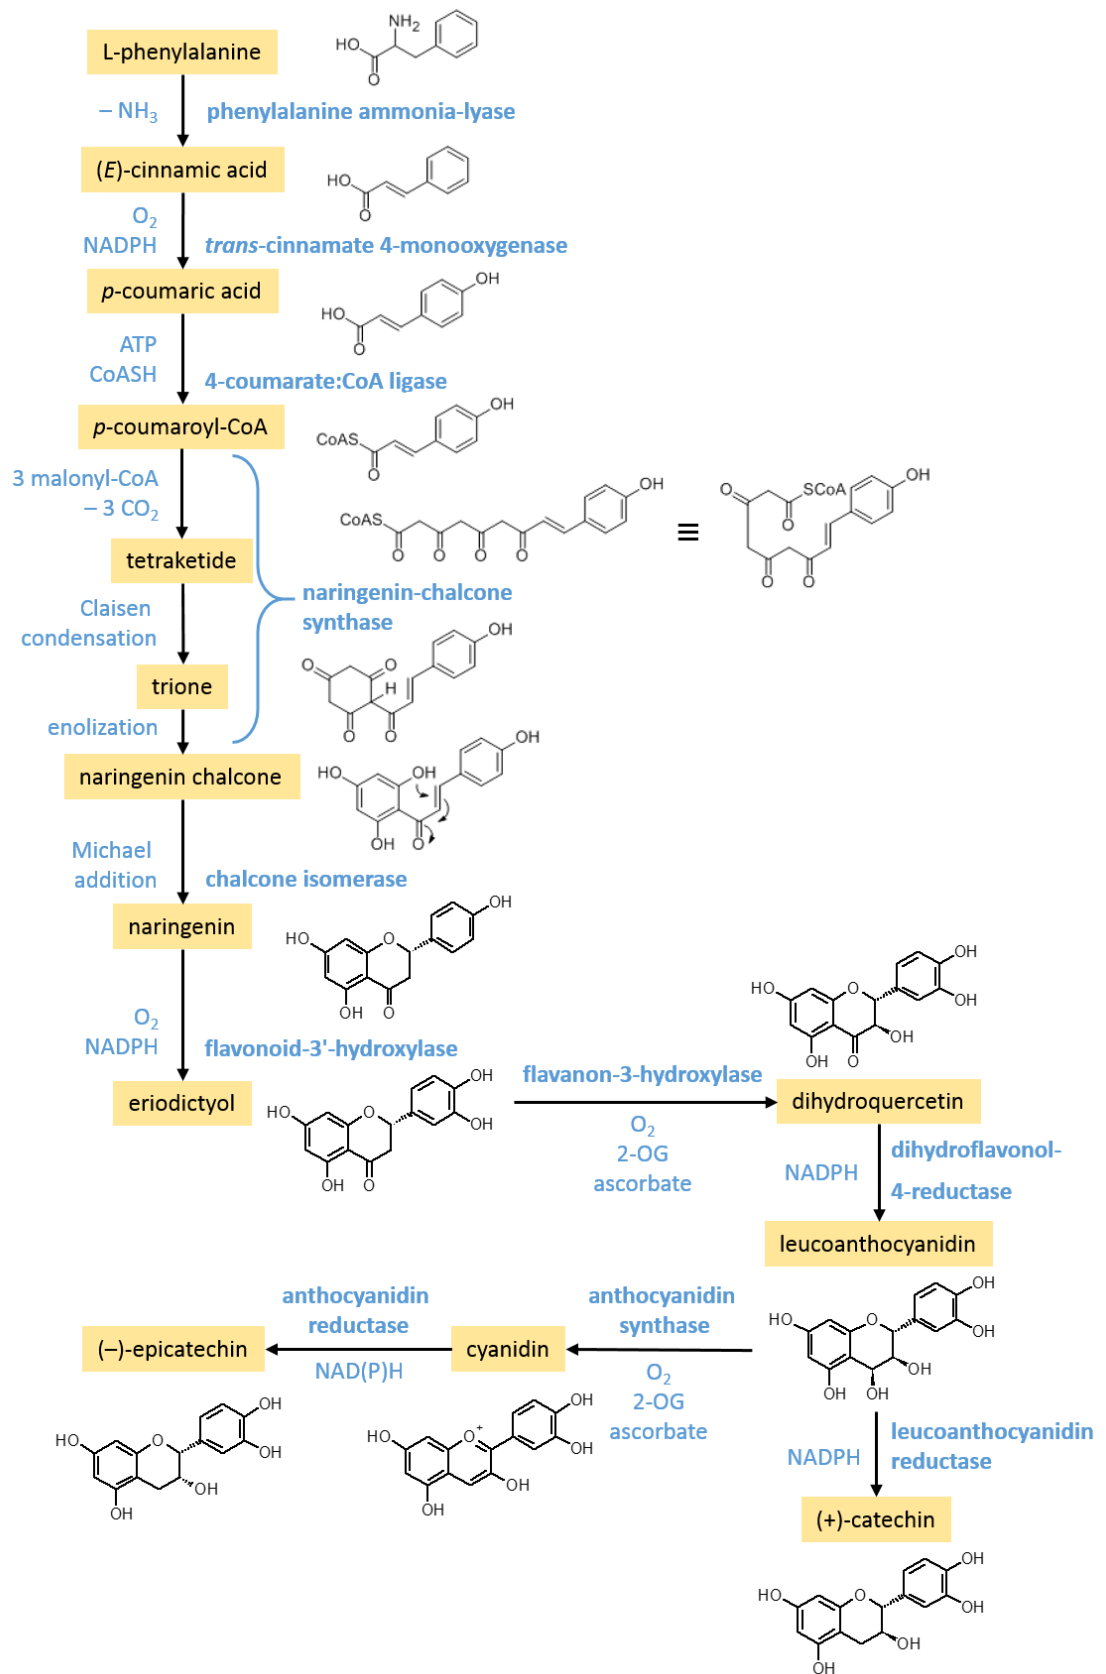 L-phenylalanine
NH2
HO
O
– NH3
phenylalanine ammonia-lyase
(E)-cinnamic acid
HO
O
O2
NADPH
trans-cinnamate 4-monooxygenase
p-coumaric acid
OH
HO
O
ATP
CoASH
4-coumarate:CoA ligase
p-coumaroyl-CoA
OH
CoAS
O
3 malonyl-CoA
– 3 CO2
OH
CoAS
O O O O
≡
OH
O SCoA
O
O O
tetraketide
Claisen
condensation
naringenin-chalcone
synthase
trione
OH
O O
H
O O
enolization
naringenin chalcone
OH
HO OH
OH O
Michael
addition
chalcone isomerase
naringenin
OH
HO O
OH O
O2
NADPH
flavonoid-3'-hydroxylase
eriodictyol
OH
HO O OH
OH O
flavanon-3-hydroxylase
O2
2-OG
ascorbate
OH
HO O OH
OH
OH O
dihydroquercetin
NADPH
dihydroflavonol-
4-reductase
leucoanthocyanidin
OH
HO O OH
OH
OH OH
anthocyanidin
synthase
O2
2-OG
ascorbate
cyanidin
OH
HO O+ OH
OH
OH
anthocyanidin
reductase
NAD(P)H
(–)-epicatechin
OH
HO O OH
OH
OH
NADPH
leucoanthocyanidin
reductase
(+)-catechin
OH
HO O OH
OH
OH